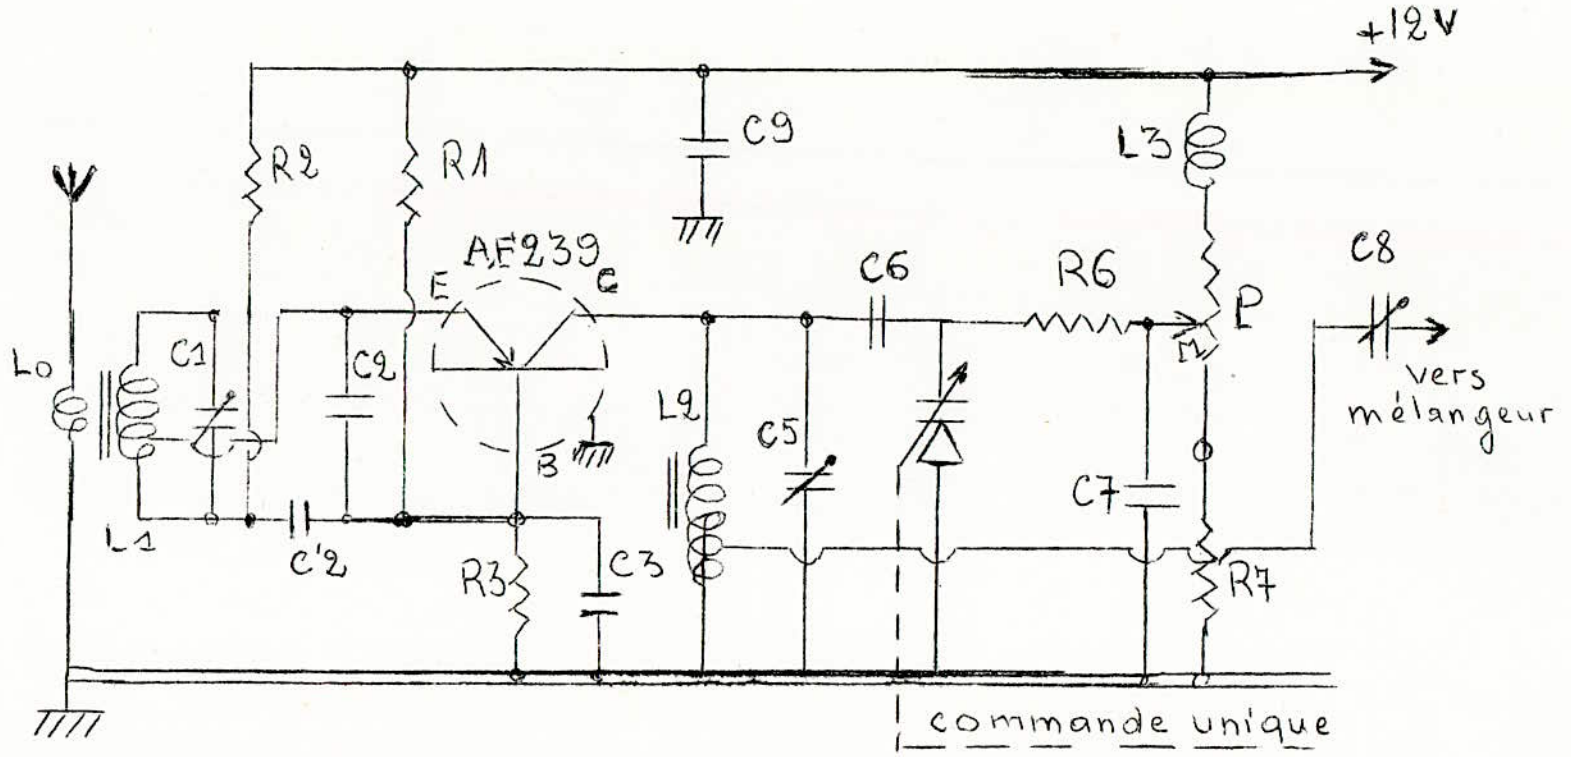 +12V
C9
L3
R2
R1
AF239
E
C
C6
R6
C8
P
M
L0
C1
C2
L2
C5
vers
mélangeur
B
C7
L1
C'2
R3
C3
R7
commande unique